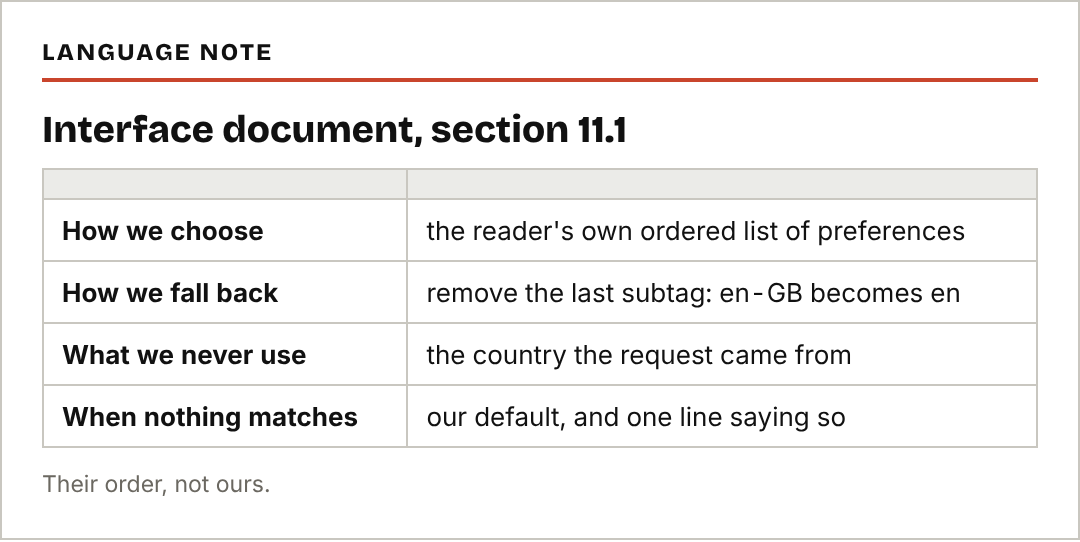 LANGUAGE NOTE
Interface document, section 11.1
How we choose the reader's own ordered list of preferences
How we fall back remove the last subtag: en-GB becomes en
What we never use the country the request came from
When nothing matches our default, and one line saying so
Their order, not ours.